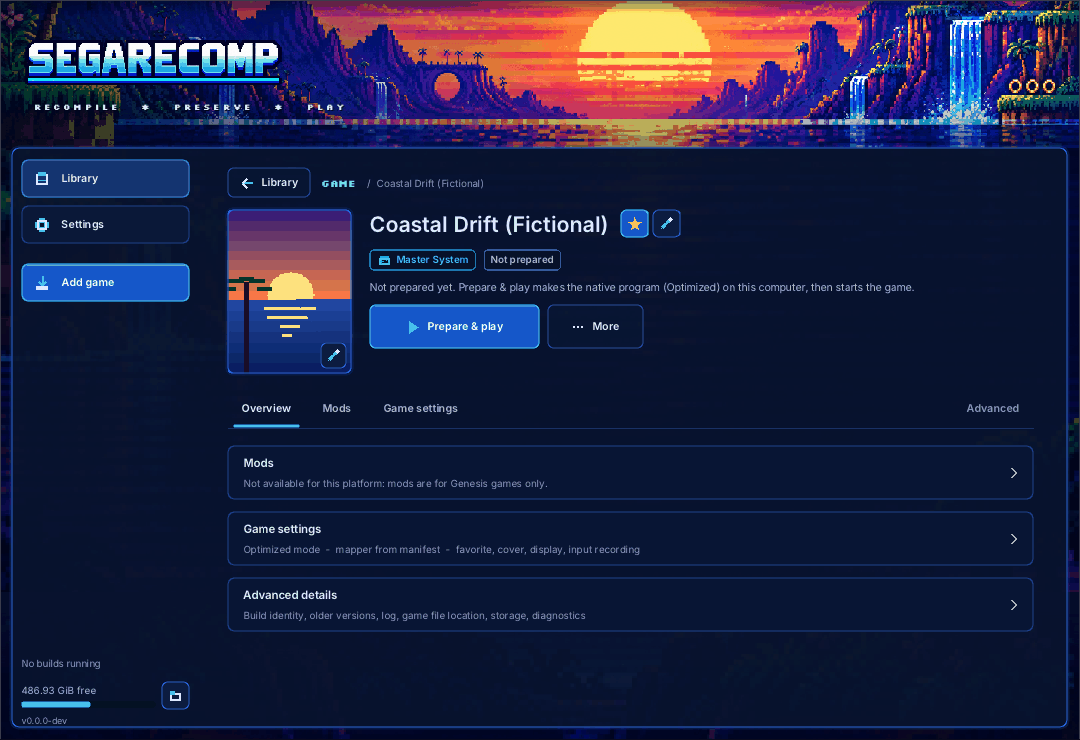 SEGARECOMP
RECOMPILE * PRESERVE * PLAY
Library
Settings
Add game
Library GAME / Coastal Drift (Fictional)
Coastal Drift (Fictional)
Master System Not prepared
Not prepared yet. Prepare & play makes the native program (Optimized) on this computer, then starts the game.
Prepare & play ··· More
Overview Mods Game settings Advanced
Mods
Not available for this platform: mods are for Genesis games only.
Game settings
Optimized mode - mapper from manifest - favorite, cover, display, input recording
Advanced details
Build identity, older versions, log, game file location, storage, diagnostics
No builds running
486.93 GiB free
v0.0.0-dev